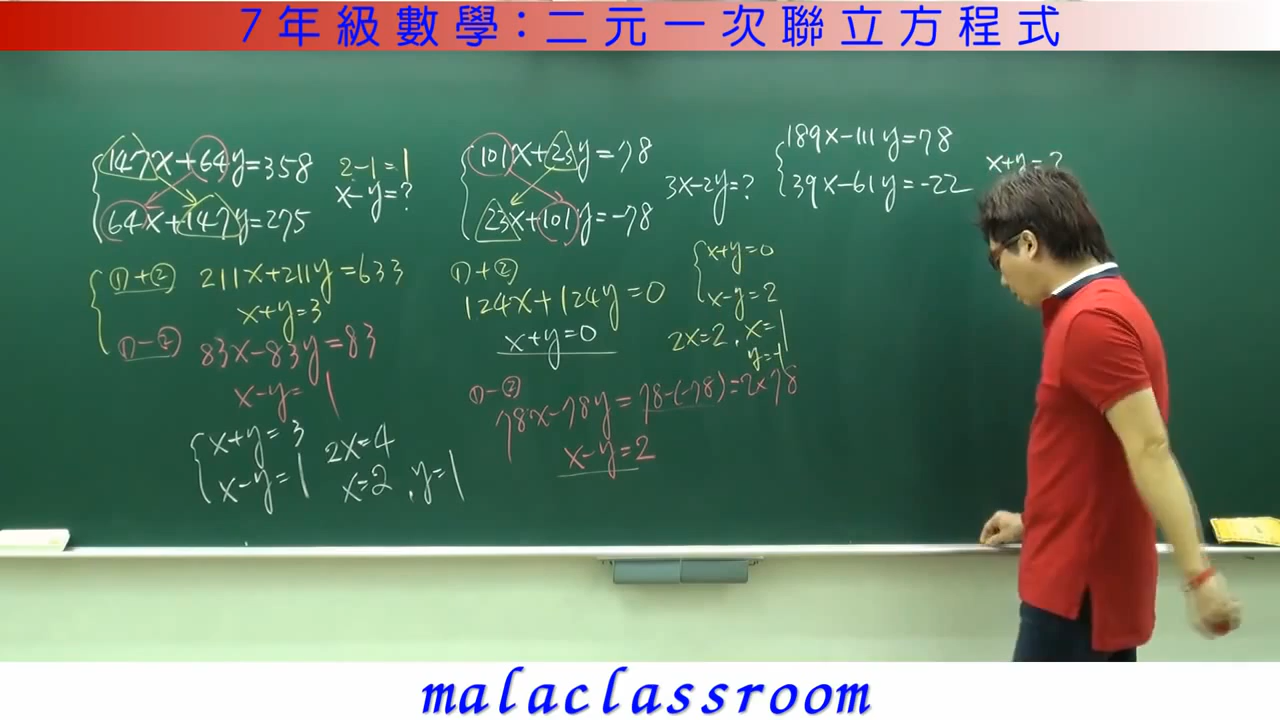 7年級數學:二元一次聯立方程式
147x+64y=358
64x+147y=275
2-1=1
x-y=?
①+② 211x+211y=633
x+y=3
①-② 83x-83y=83
x-y=1
x+y=3
x-y=1
2x=4
x=2, y=1
101x+23y=78
23x+101y=-78
3x-2y=?
①+②
124x+124y=0
x+y=0
①-②
78x-78y=78-(-78)=2×78
x-y=2
x+y=0
x-y=2
2x=2, x=1
y=-1
189x-111y=78
39x-61y=-22
x+y=?
malaclassroom